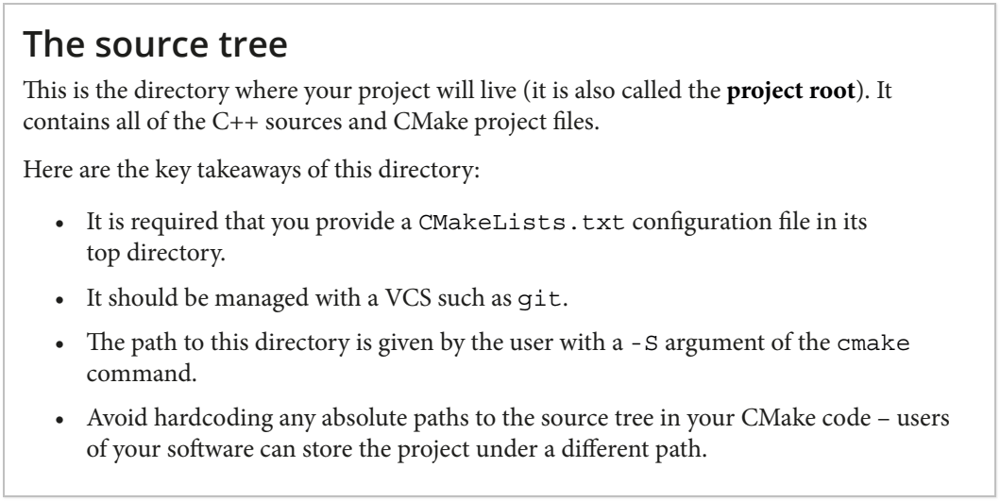 The source tree
This is the directory where your project will live (it is also called the project root). It
contains all of the C++ sources and CMake project files.
Here are the key takeaways of this directory:
• It is required that you provide a CMakeLists.txt configuration file in its
top directory.
• It should be managed with a VCS such as git.
• The path to this directory is given by the user with a -S argument of the cmake
command.
• Avoid hardcoding any absolute paths to the source tree in your CMake code – users
of your software can store the project under a different path.